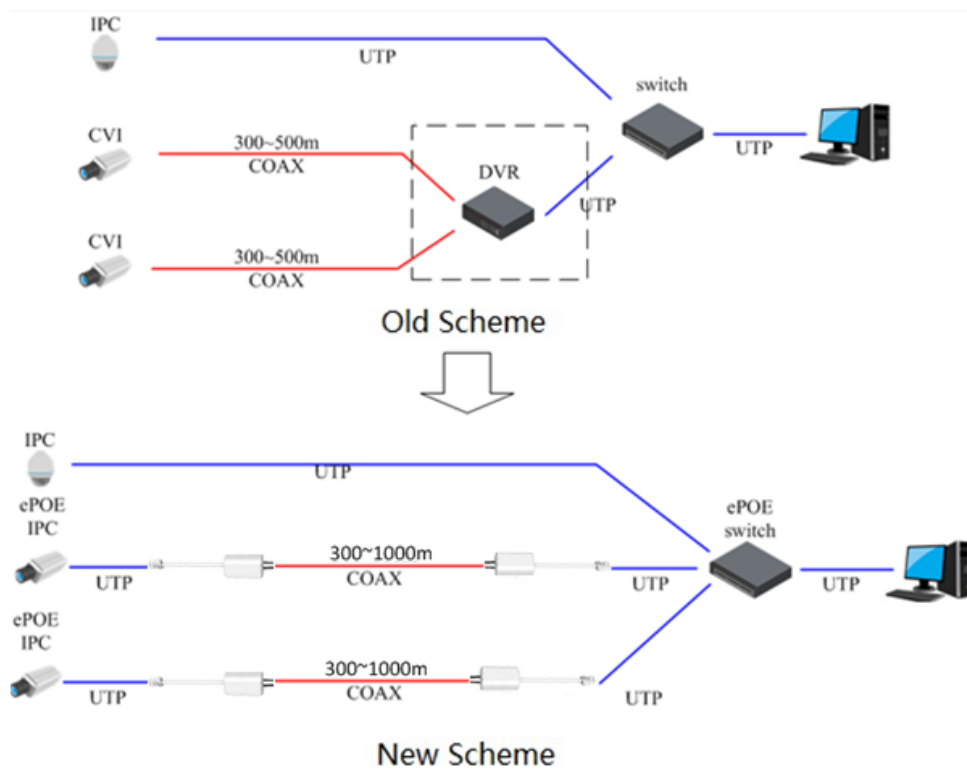 IPC
UTP
switch
CVI
300~500m
COAX
DVR
UTP
UTP
CVI
300~500m
COAX
Old Scheme
IPC
UTP
ePOE
IPC
ePOE
switch
UTP
300~1000m
COAX
UTP
UTP
ePOE
IPC
UTP
300~1000m
COAX
UTP
New Scheme